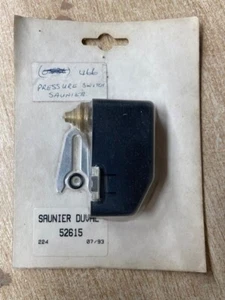 466
PRESSURE SWITCH
SAUNIER
SAUNIER DUVAL
52615
224 07/93